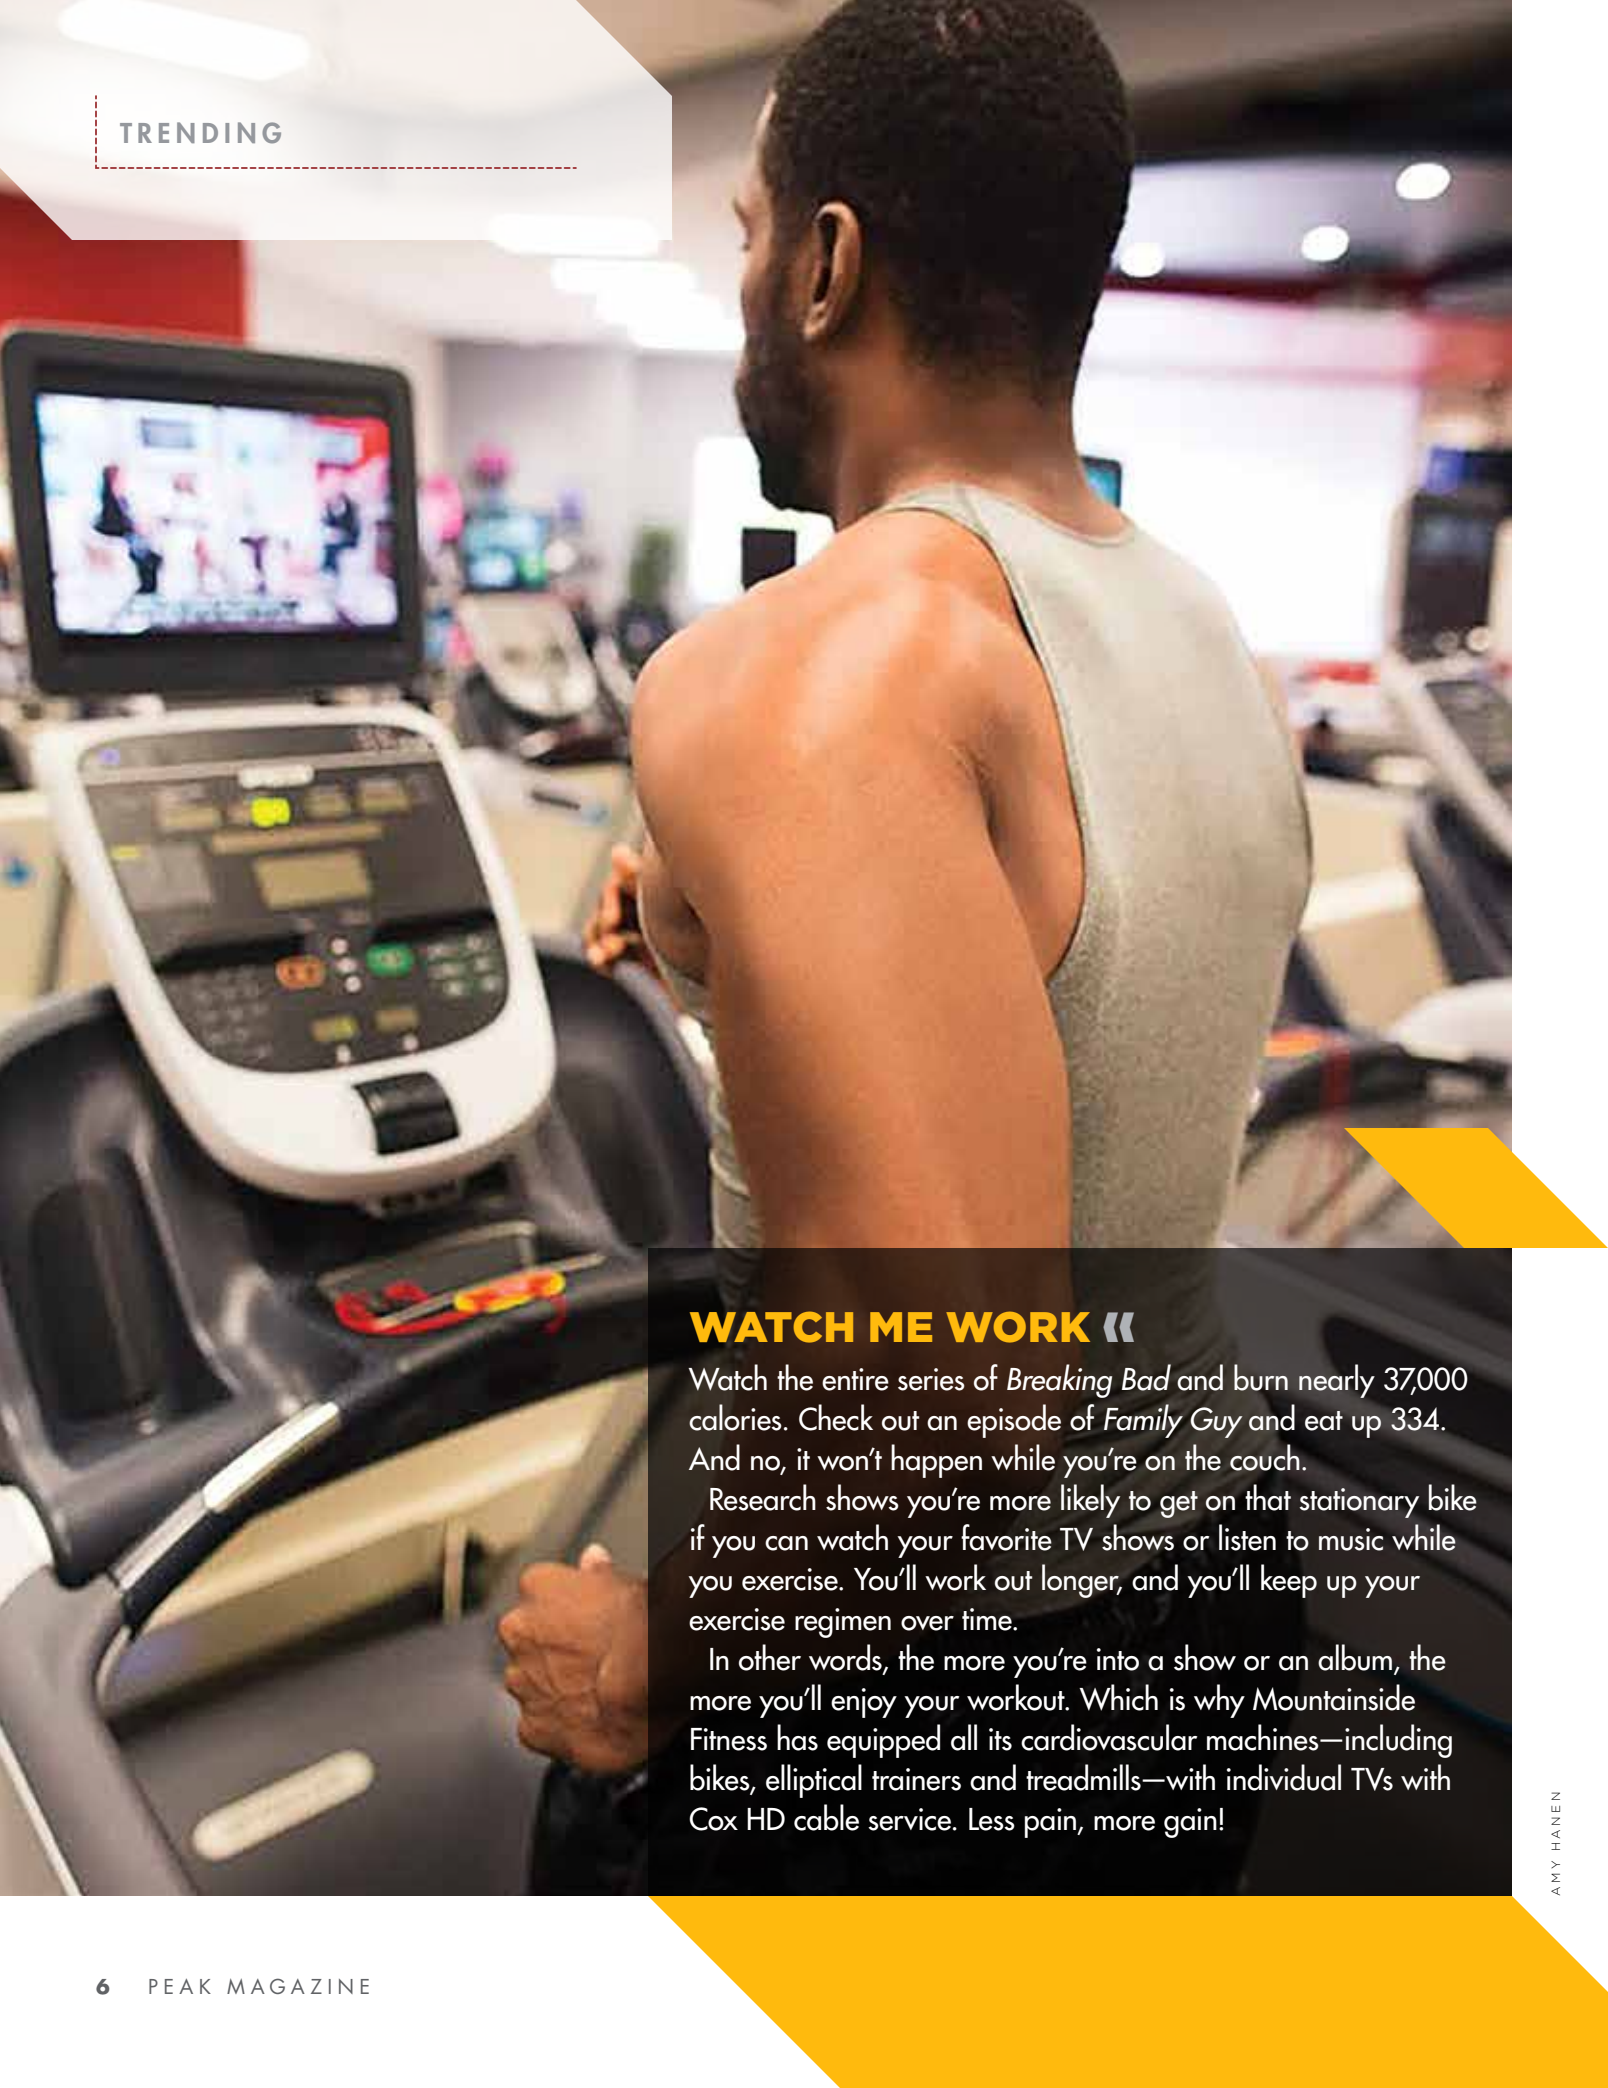 TRENDING
WATCH ME WORK «
Watch the entire series of Breaking Bad and burn nearly 37,000
calories. Check out an episode of Family Guy and eat up 334.
And no, it won’t happen while you’re on the couch.
Research shows you’re more likely to get on that stationary bike
if you can watch your favorite TV shows or listen to music while
you exercise. You’ll work out longer, and you’ll keep up your
exercise regimen over time.
In other words, the more you’re into a show or an album, the
more you’ll enjoy your workout. Which is why Mountainside
Fitness has equipped all its cardiovascular machines—including
bikes, elliptical trainers and treadmills—with individual TVs with
Cox HD cable service. Less pain, more gain!
AMY HANEN
6 PEAK MAGAZINE